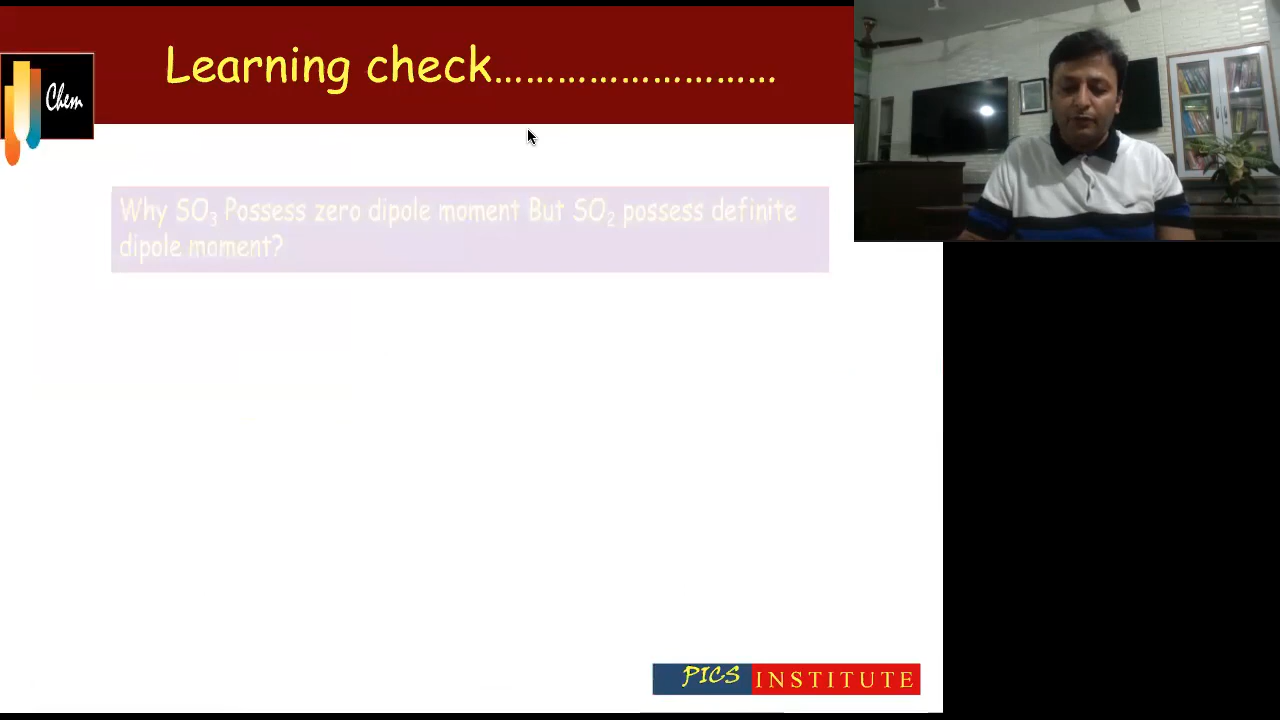 Learning check...........................
Chem
Why SO₃ Possess zero dipole moment But SO₂ possess definite
dipole moment?
PICS INSTITUTE